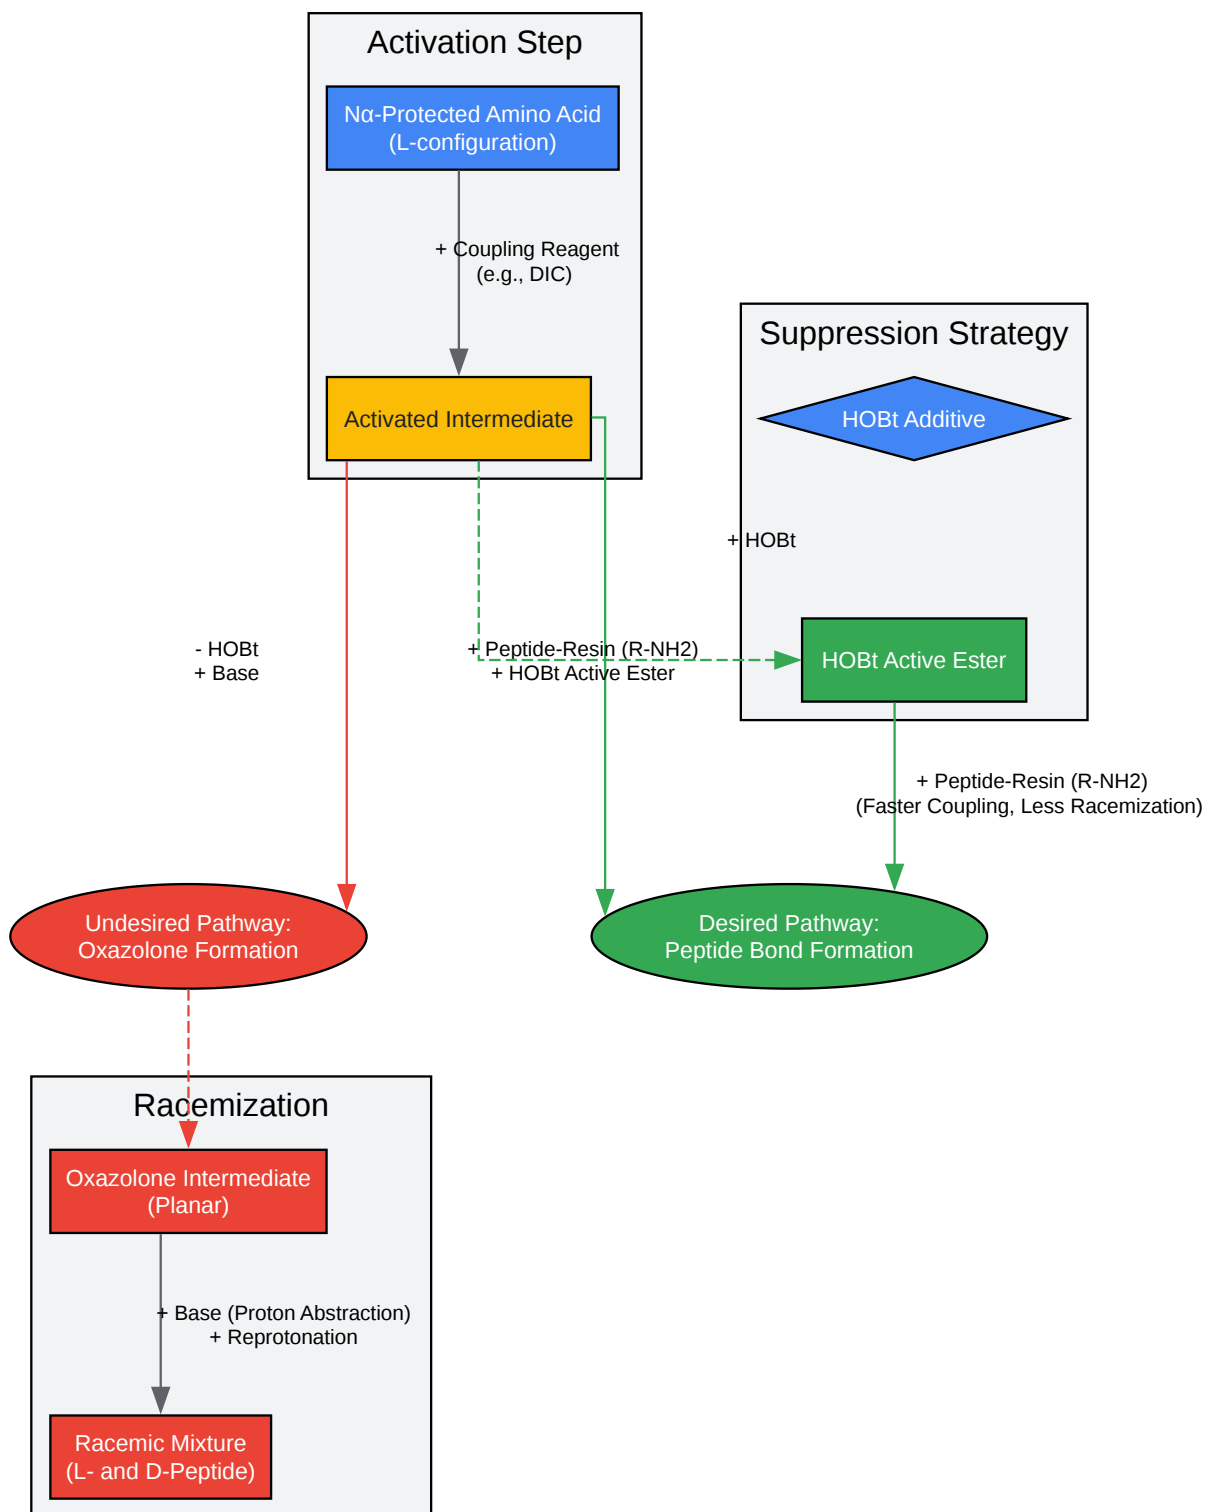 Activation Step
Nα-Protected Amino Acid
(L-configuration)
+ Coupling Reagent
(e.g., DIC)
Suppression Strategy
Activated Intermediate
HOBt Additive
+ HOBt
- HOBt
+ Base
+ Peptide-Resin (R-NH2)
+ HOBt Active Ester
HOBt Active Ester
+ Peptide-Resin (R-NH2)
(Faster Coupling, Less Racemization)
Undesired Pathway:
Oxazolone Formation
Desired Pathway:
Peptide Bond Formation
Racemization
Oxazolone Intermediate
(Planar)
+ Base (Proton Abstraction)
+ Reprotonation
Racemic Mixture
(L- and D-Peptide)